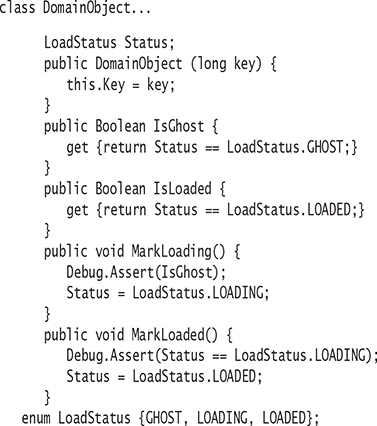 class DomainObject...
LoadStatus Status;
public DomainObject (long key) {
this.Key = key;
}
public Boolean IsGhost {
get {return Status == LoadStatus.GHOST;}
}
public Boolean IsLoaded {
get {return Status == LoadStatus.LOADED;}
}
public void MarkLoading() {
Debug.Assert(IsGhost);
Status = LoadStatus.LOADING;
}
public void MarkLoaded() {
Debug.Assert(Status == LoadStatus.LOADING);
Status = LoadStatus.LOADED;
}
enum LoadStatus {GHOST, LOADING, LOADED};